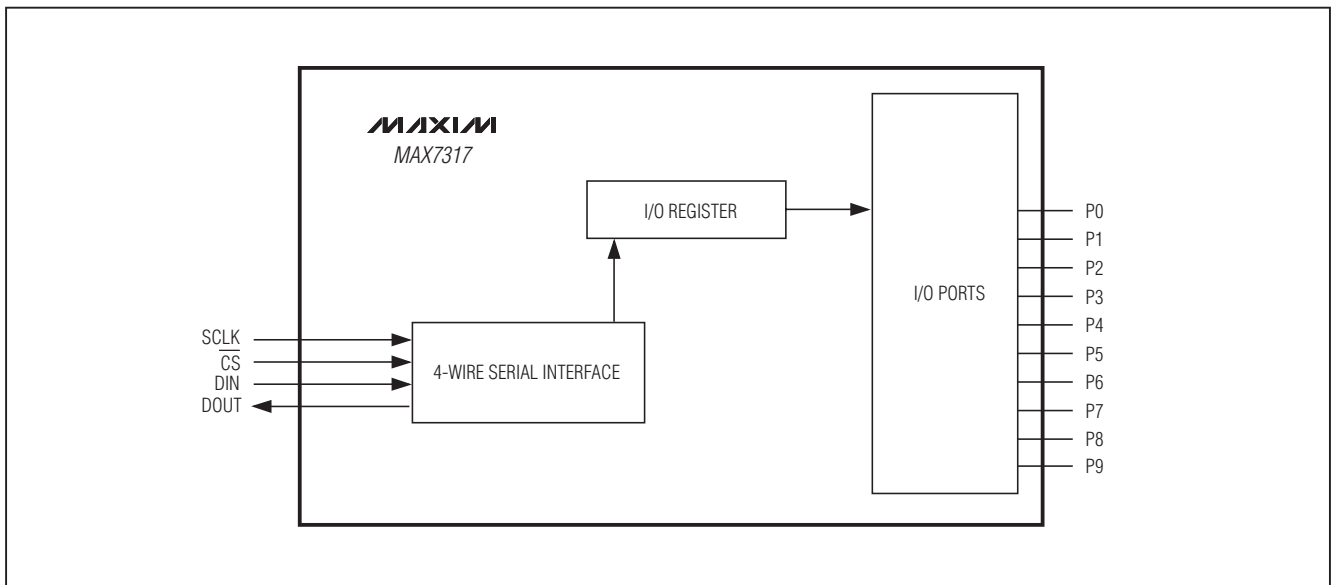 MAXIM
MAX7317
I/O REGISTER
I/O PORTS
4-WIRE SERIAL INTERFACE
SCLK
C̅S̅
DIN
DOUT
P0
P1
P2
P3
P4
P5
P6
P7
P8
P9